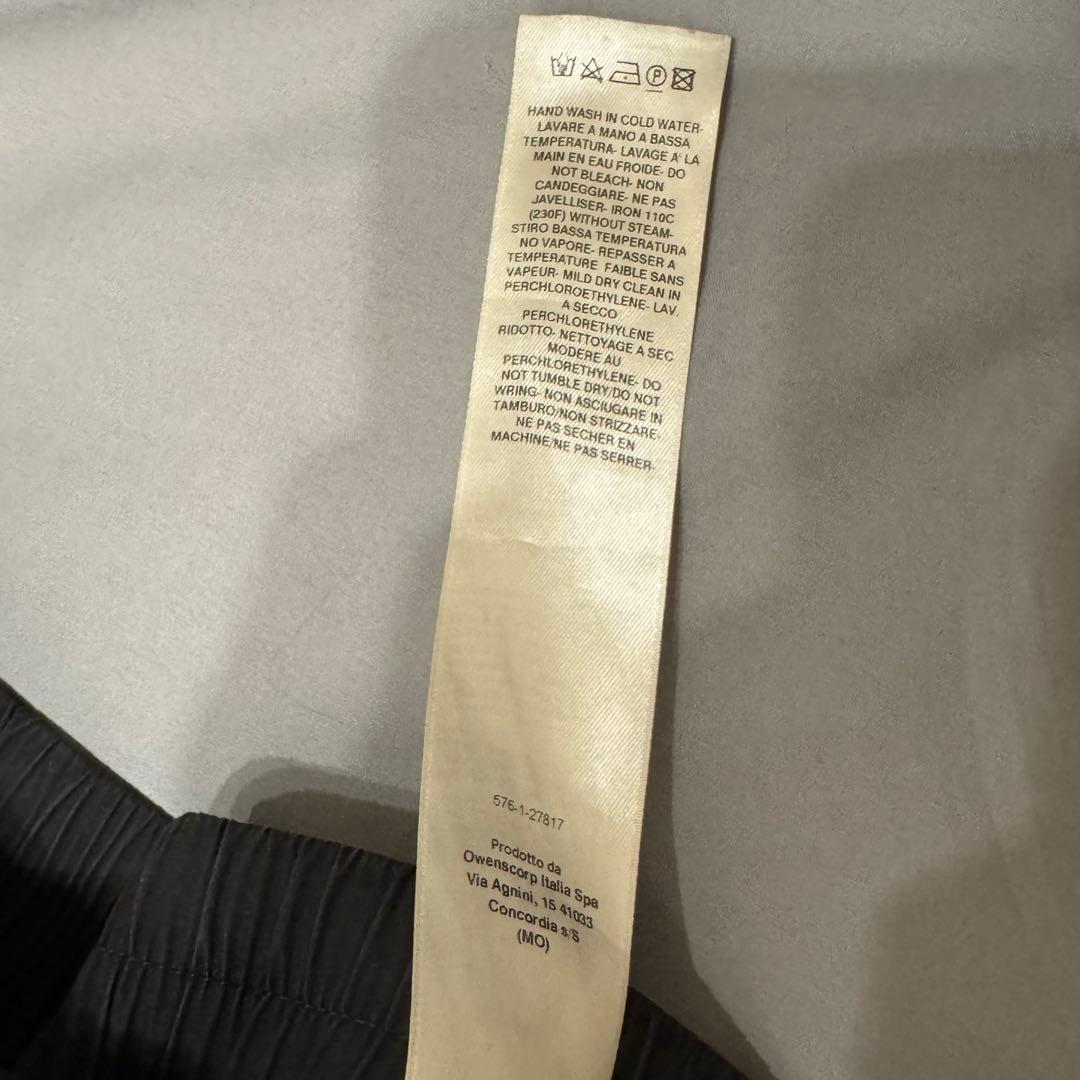 HAND WASH IN COLD WATER-
LAVARE A MANO A BASSA
TEMPERATURA- LAVAGE A' LA
MAIN EN EAU FROIDE- DO
NOT BLEACH- NON
CANDEGGIARE- NE PAS
JAVELLISER- IRON 110C
(230F) WITHOUT STEAM-
STIRO BASSA TEMPERATURA
NO VAPORE- REPASSER A
TEMPERATURE FAIBLE SANS
VAPEUR- MILD DRY CLEAN IN
PERCHLOROETHYLENE- LAV.
A SECCO
PERCHLORETHYLENE
RIDOTTO- NETTOYAGE A SEC
MODERE AU
PERCHLORETHYLENE- DO
NOT TUMBLE DRY/DO NOT
WRING- NON ASCIUGARE IN
TAMBURO/NON STRIZZARE-
NE PAS SECHER EN
MACHINE/NE PAS SERRER-
576-1-27817
Prodotto da
Owenscorp Italia Spa
Via Agnini, 15 41033
Concordia s/S
(MO)